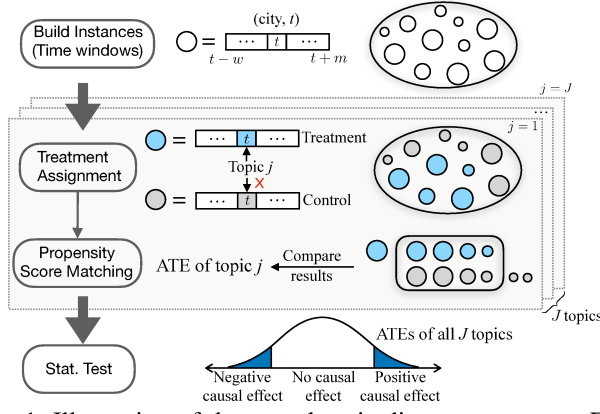 Build Instances
(Time windows)
=
(city, t)
··· t ···
t − w
t + m
j = J
···
j = 1
Treatment
Assignment
=
··· t ···
Treatment
Topic j
X
=
··· t ···
Control
Propensity
Score Matching
ATE of topic j
Compare
results
J topics
Stat. Test
ATEs of all J topics
Negative
causal effect
No causal
effect
Positive
causal effect